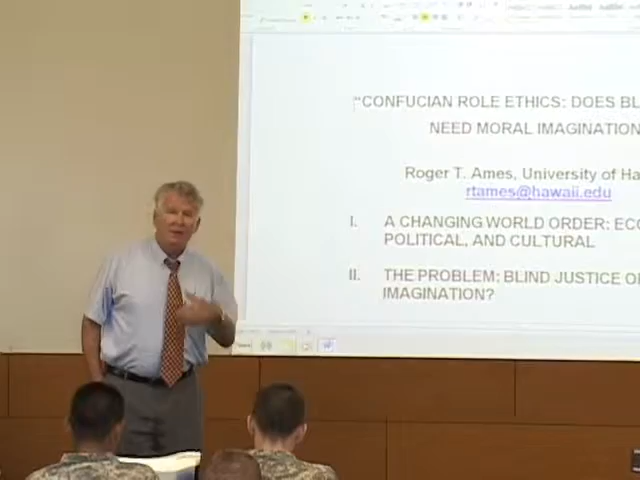 "CONFUCIAN ROLE ETHICS: DOES BL
NEED MORAL IMAGINATION
Roger T. Ames, University of Ha
rtames@hawaii.edu
I. A CHANGING WORLD ORDER: ECO
POLITICAL, AND CULTURAL
II. THE PROBLEM: BLIND JUSTICE O
IMAGINATION?